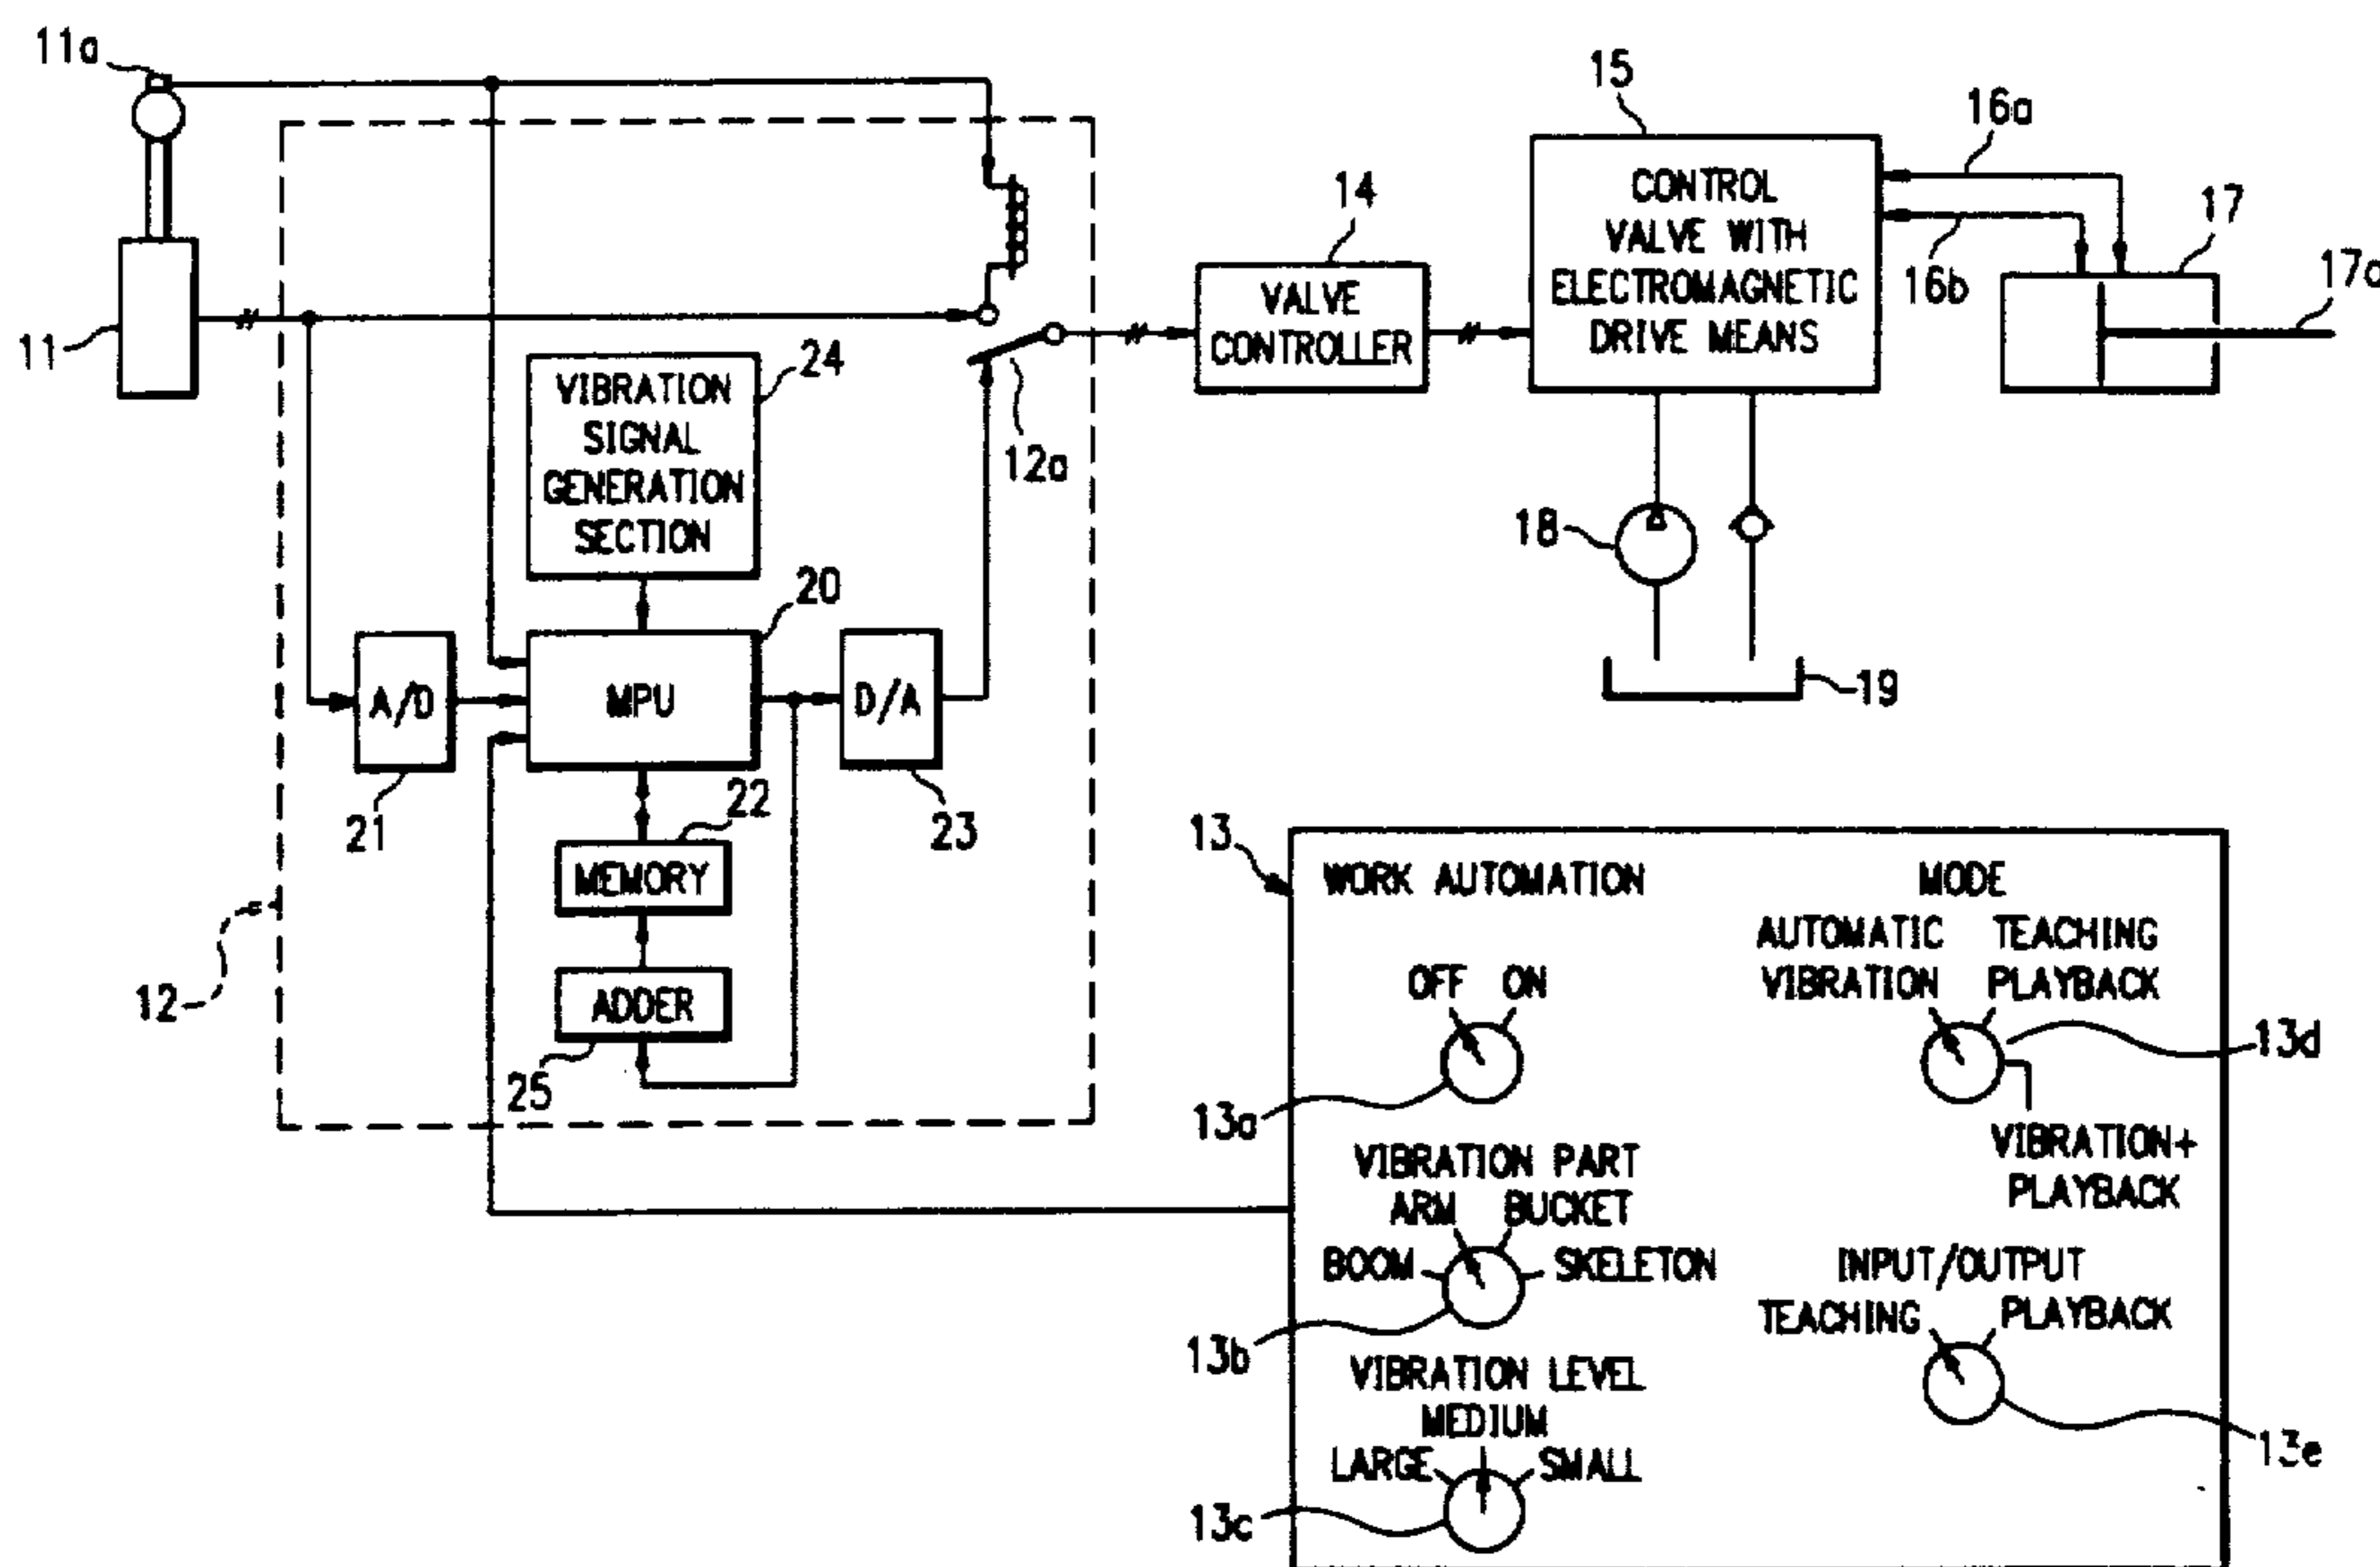 11a
11
12
24
VIBRATION
SIGNAL
GENERATION
SECTION
20
A/D
MPU
D/A
21
22
23
MEMORY
ADDER
25
12a
14
VALVE
CONTROLLER
15
CONTROL
VALVE WITH
ELECTROMAGNETIC
DRIVE MEANS
16a
16b
17
17a
18
19
13
WORK AUTOMATION
OFF ON
13a
VIBRATION PART
ARM BUCKET
BOOM SKELETON
13b
VIBRATION LEVEL
MEDIUM
LARGE SMALL
13c
MODE
AUTOMATIC TEACHING
VIBRATION PLAYBACK
13d
VIBRATION+
PLAYBACK
INPUT/OUTPUT
TEACHING PLAYBACK
13e